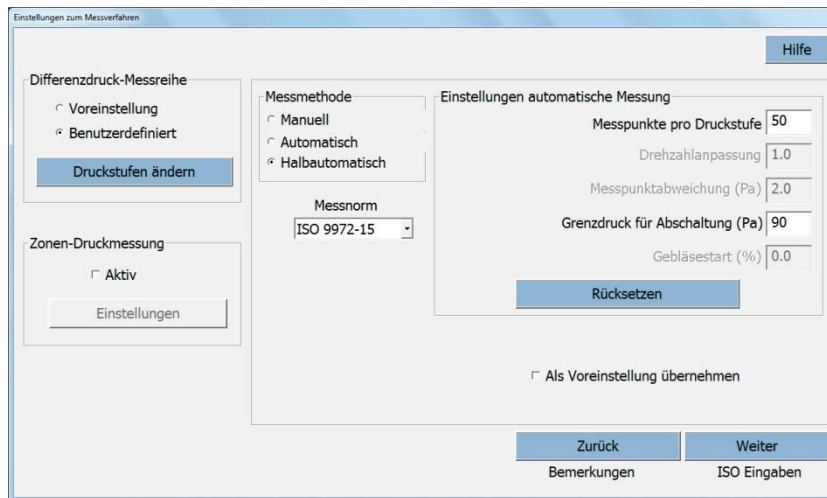 Einstellungen zum Messverfahren
Hilfe
Differenzdruck-Messreihe
Voreinstellung
Benutzerdefiniert
Druckstufen ändern
Zonen-Druckmessung
Aktiv
Einstellungen
Messmethode
Manuell
Automatisch
Halbautomatisch
Messnorm
ISO 9972-15
Einstellungen automatische Messung
Messpunkte pro Druckstufe 50
Drehzahlanpassung 1.0
Messpunktabweichung (Pa) 2.0
Grenzdruck für Abschaltung (Pa) 90
Gebläsestart (%) 0.0
Rücksetzen
Als Voreinstellung übernehmen
Zurück
Weiter
Bemerkungen
ISO Eingaben